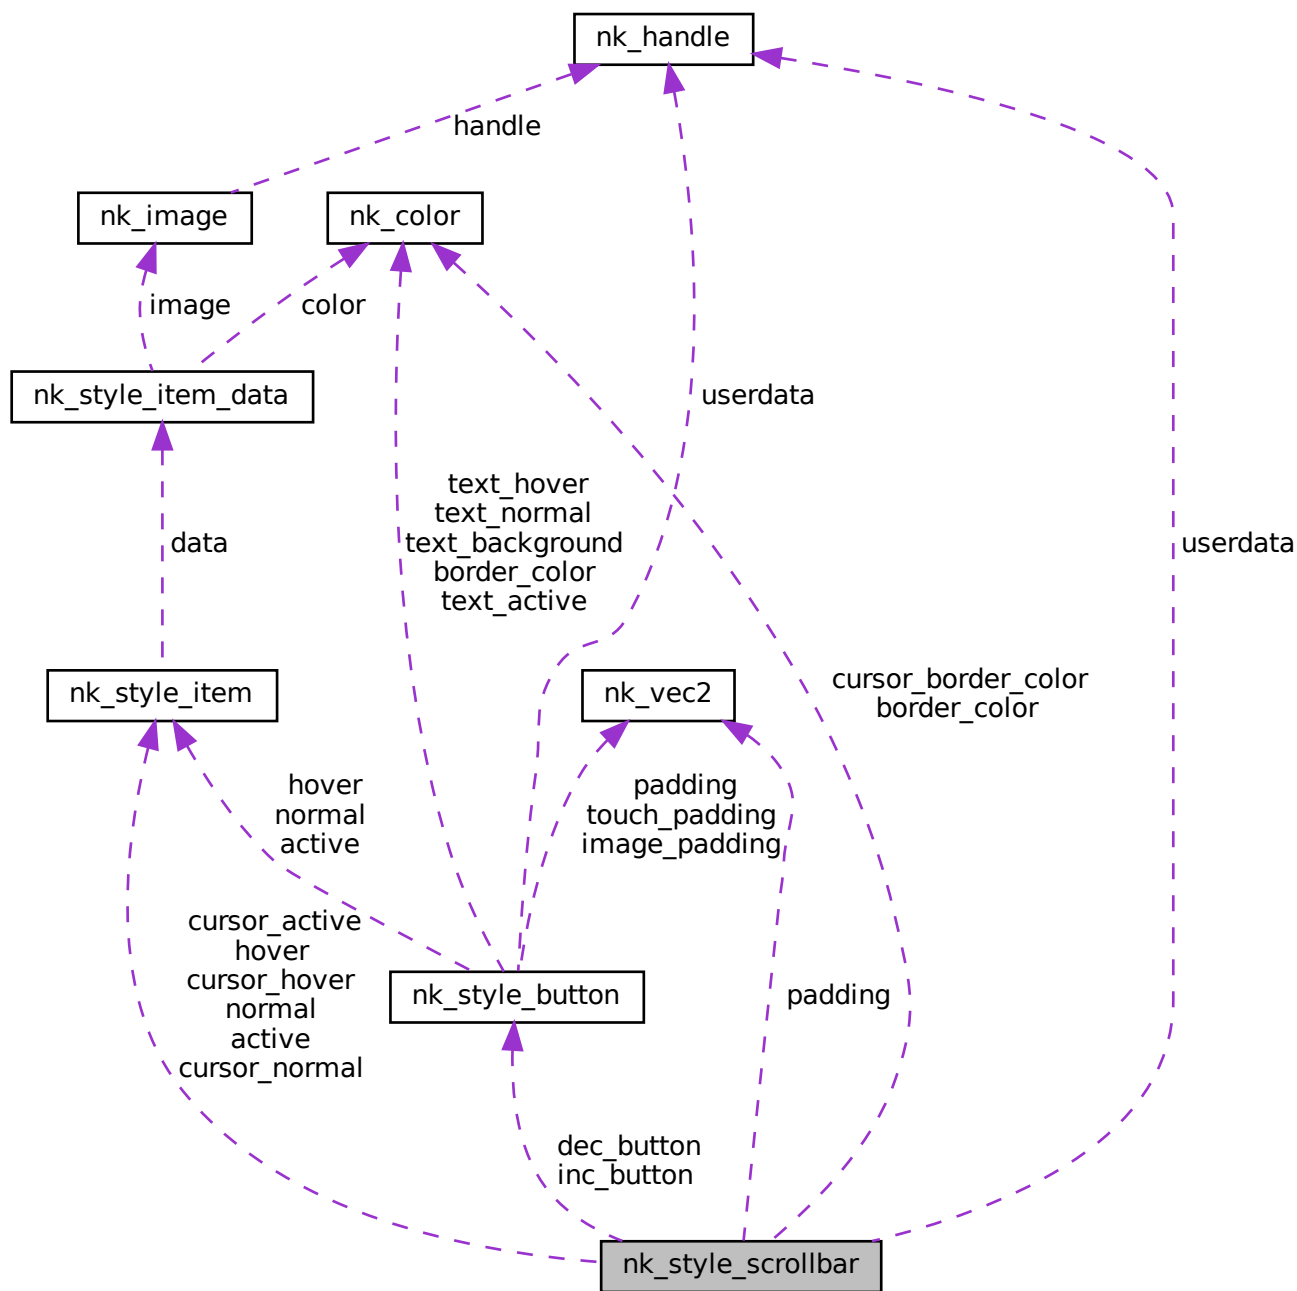 nk_handle
handle
nk_image
nk_color
image
color
nk_style_item_data
userdata
text_hover
text_normal
text_background
border_color
text_active
data
userdata
nk_style_item
nk_vec2
cursor_border_color
border_color
hover
normal
active
padding
touch_padding
image_padding
cursor_active
hover
cursor_hover
normal
active
cursor_normal
nk_style_button
padding
dec_button
inc_button
nk_style_scrollbar